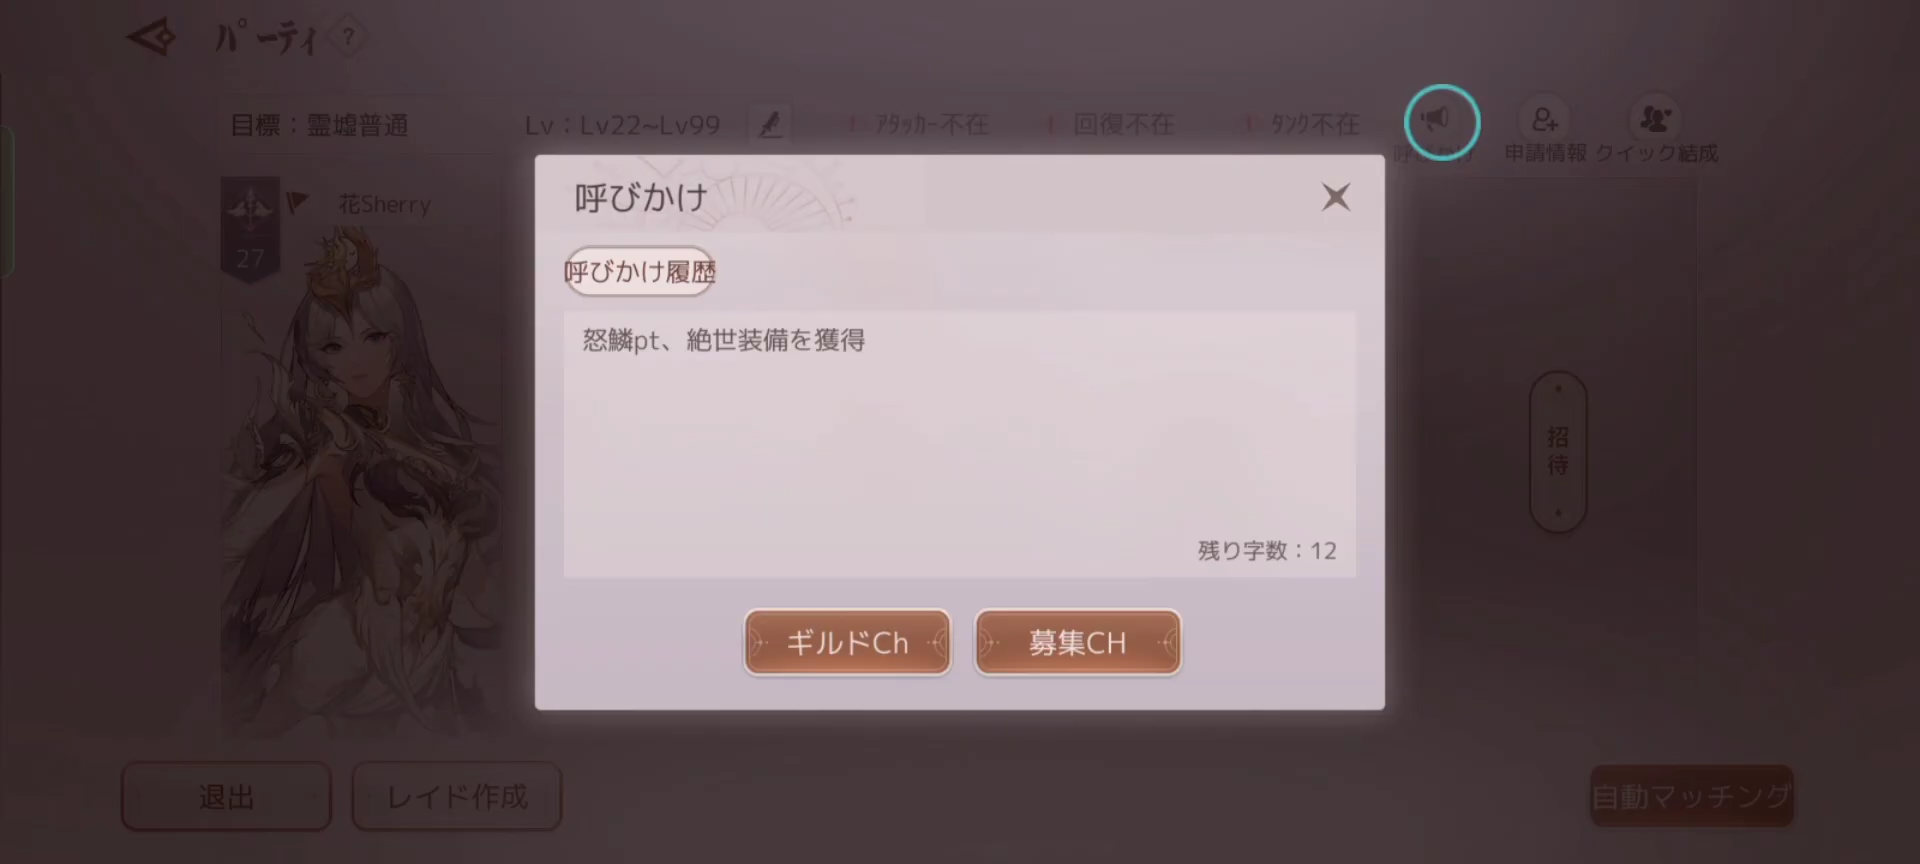 パーティ ?
目標：霊墟普通 Lv：Lv22~Lv99 ! ｱﾀｯｶｰ不在 ! 回復不在 ! ﾀﾝｸ不在
呼びかけ 申請情報 クイック結成
花Sherry
27
呼びかけ
呼びかけ履歴
怒鱗pt、絶世装備を獲得
残り字数：12
ギルドCh 募集CH
招待
退出 レイド作成 自動マッチング